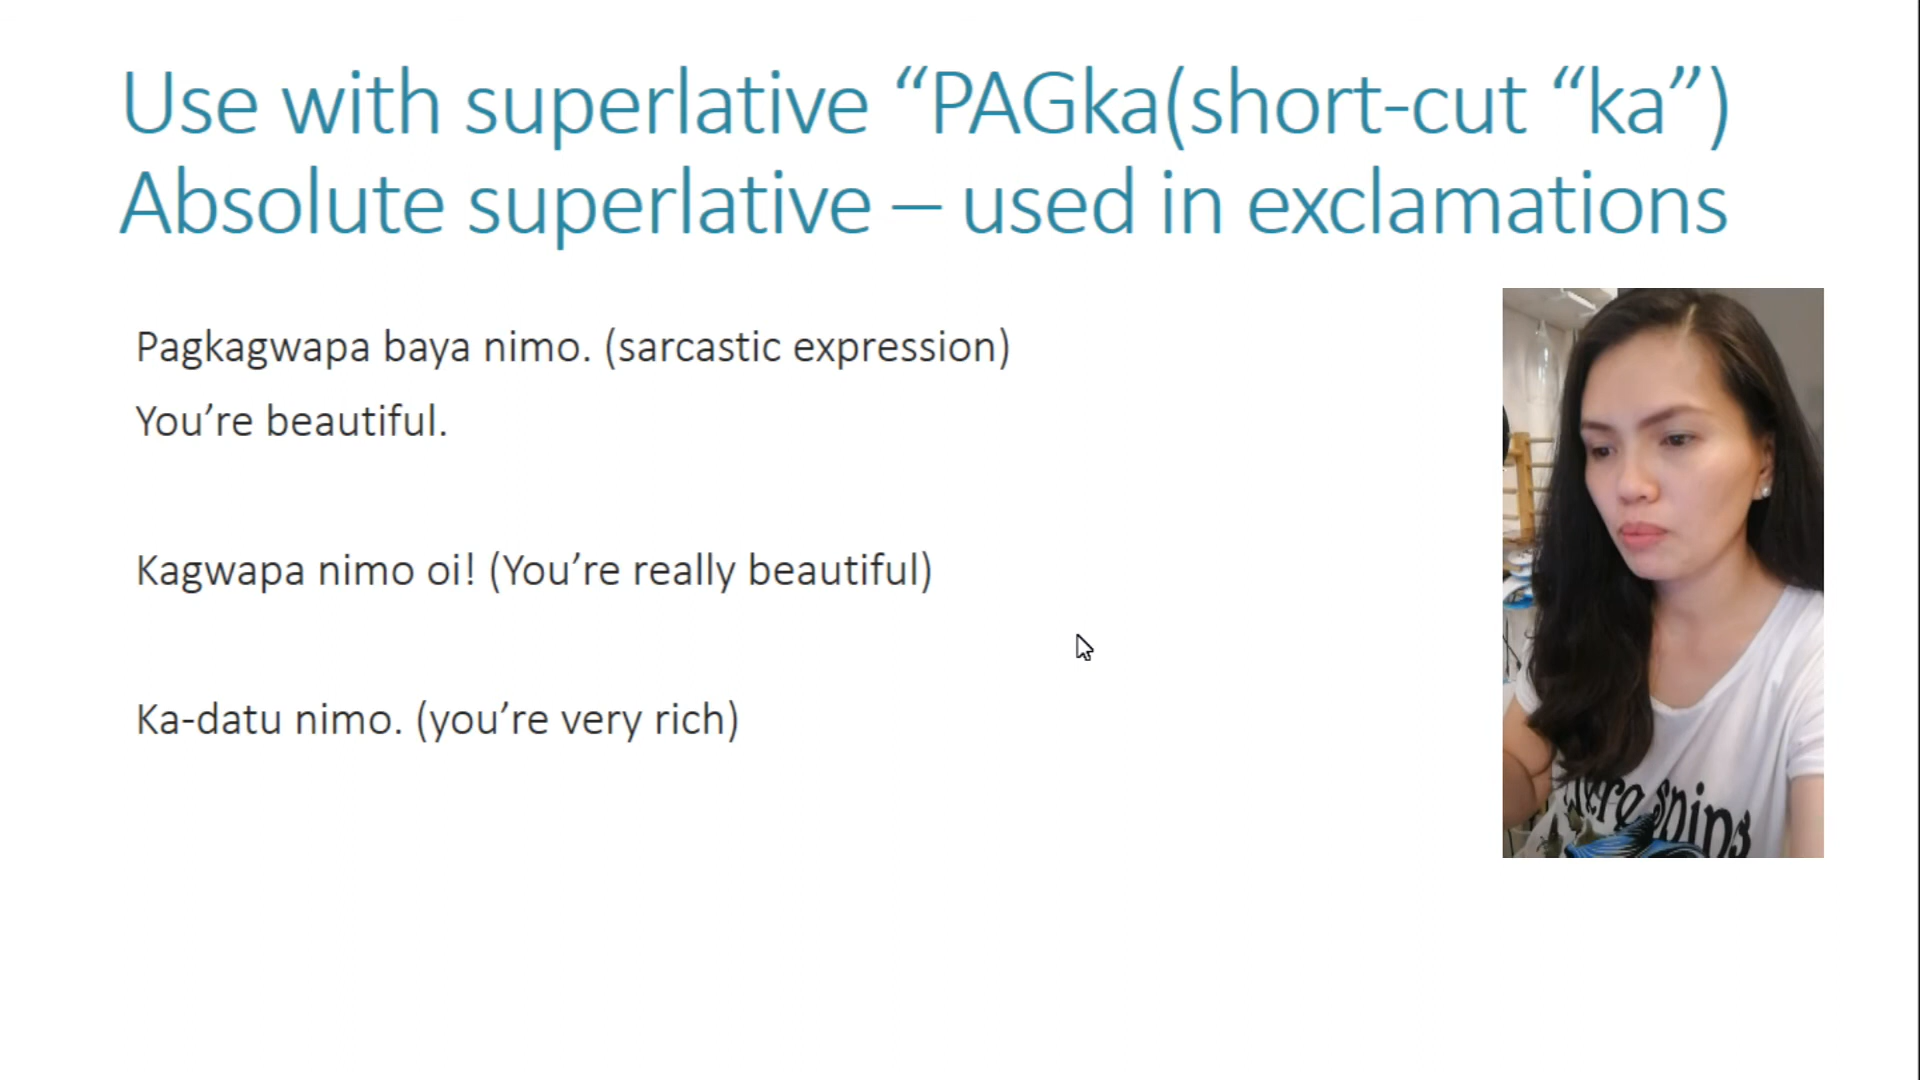 Use with superlative “PAGka(short-cut “ka”)
Absolute superlative – used in exclamations
Pagkagwapa baya nimo. (sarcastic expression)
You’re beautiful.
Kagwapa nimo oi! (You’re really beautiful)
Ka-datu nimo. (you’re very rich)